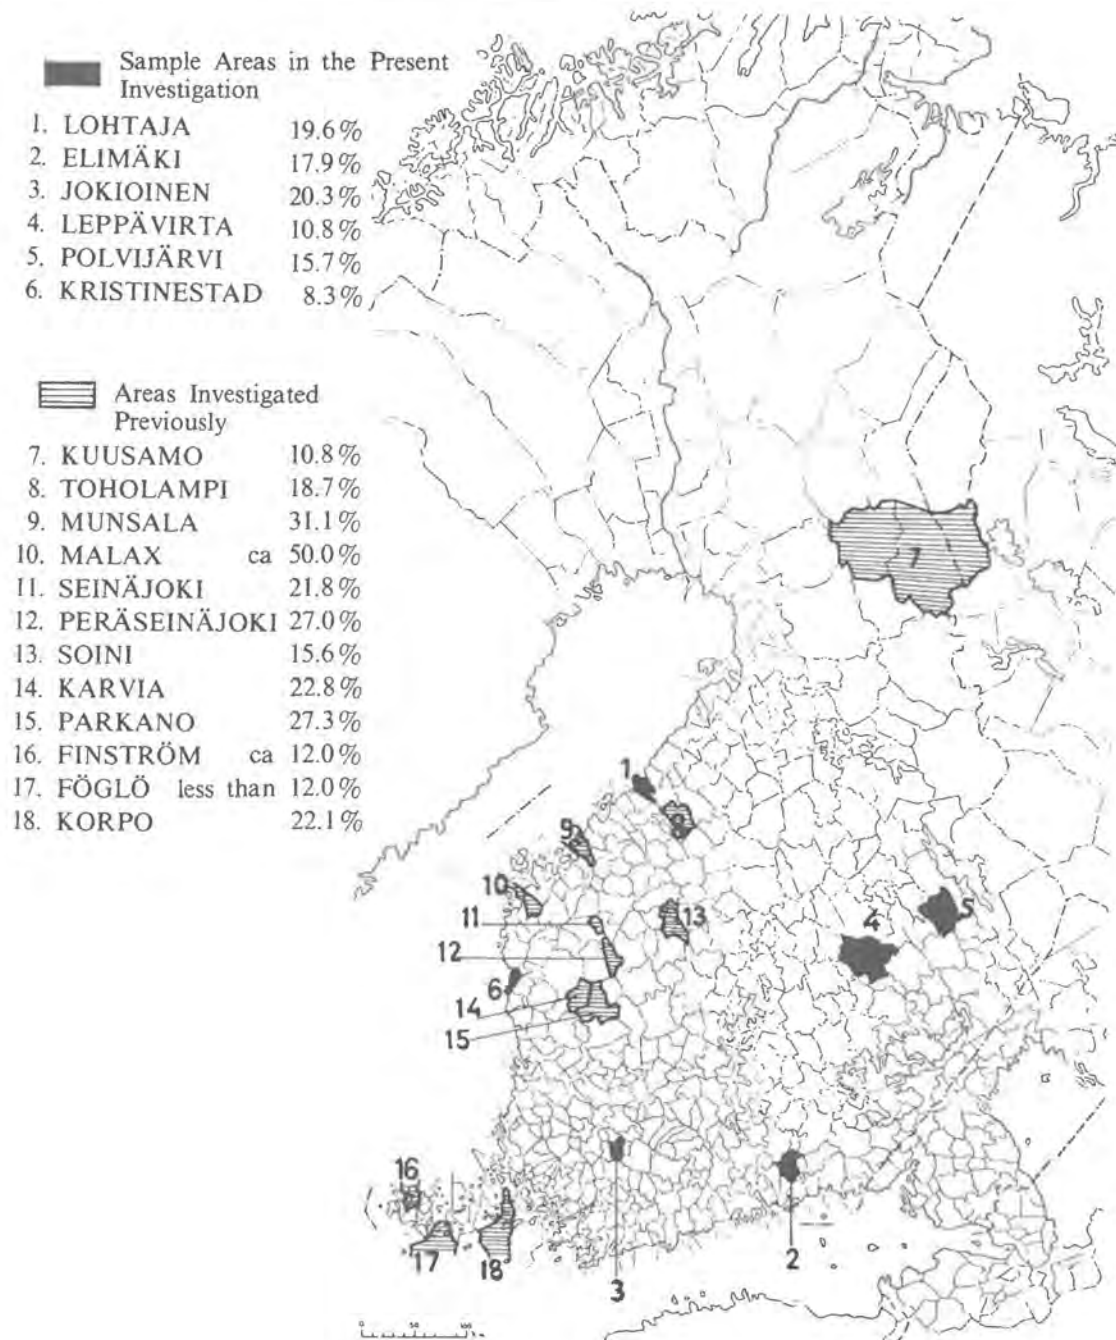 Sample Areas in the Present
Investigation
1. LOHTAJA 19.6%
2. ELIMÄKI 17.9%
3. JOKIOINEN 20.3%
4. LEPPÄVIRTA 10.8%
5. POLVIJÄRVI 15.7%
6. KRISTINESTAD 8.3%
Areas Investigated
Previously
7. KUUSAMO 10.8%
8. TOHOLAMPI 18.7%
9. MUNSALA 31.1%
10. MALAX ca 50.0%
11. SEINÄJOKI 21.8%
12. PERÄSEINÄJOKI 27.0%
13. SOINI 15.6%
14. KARVIA 22.8%
15. PARKANO 27.3%
16. FINSTRÖM ca 12.0%
17. FÖGLÖ less than 12.0%
18. KORPO 22.1%
7
1
8
9
10
11
13
12
4
5
6
14
15
16
17
18
3
2
0 50 100